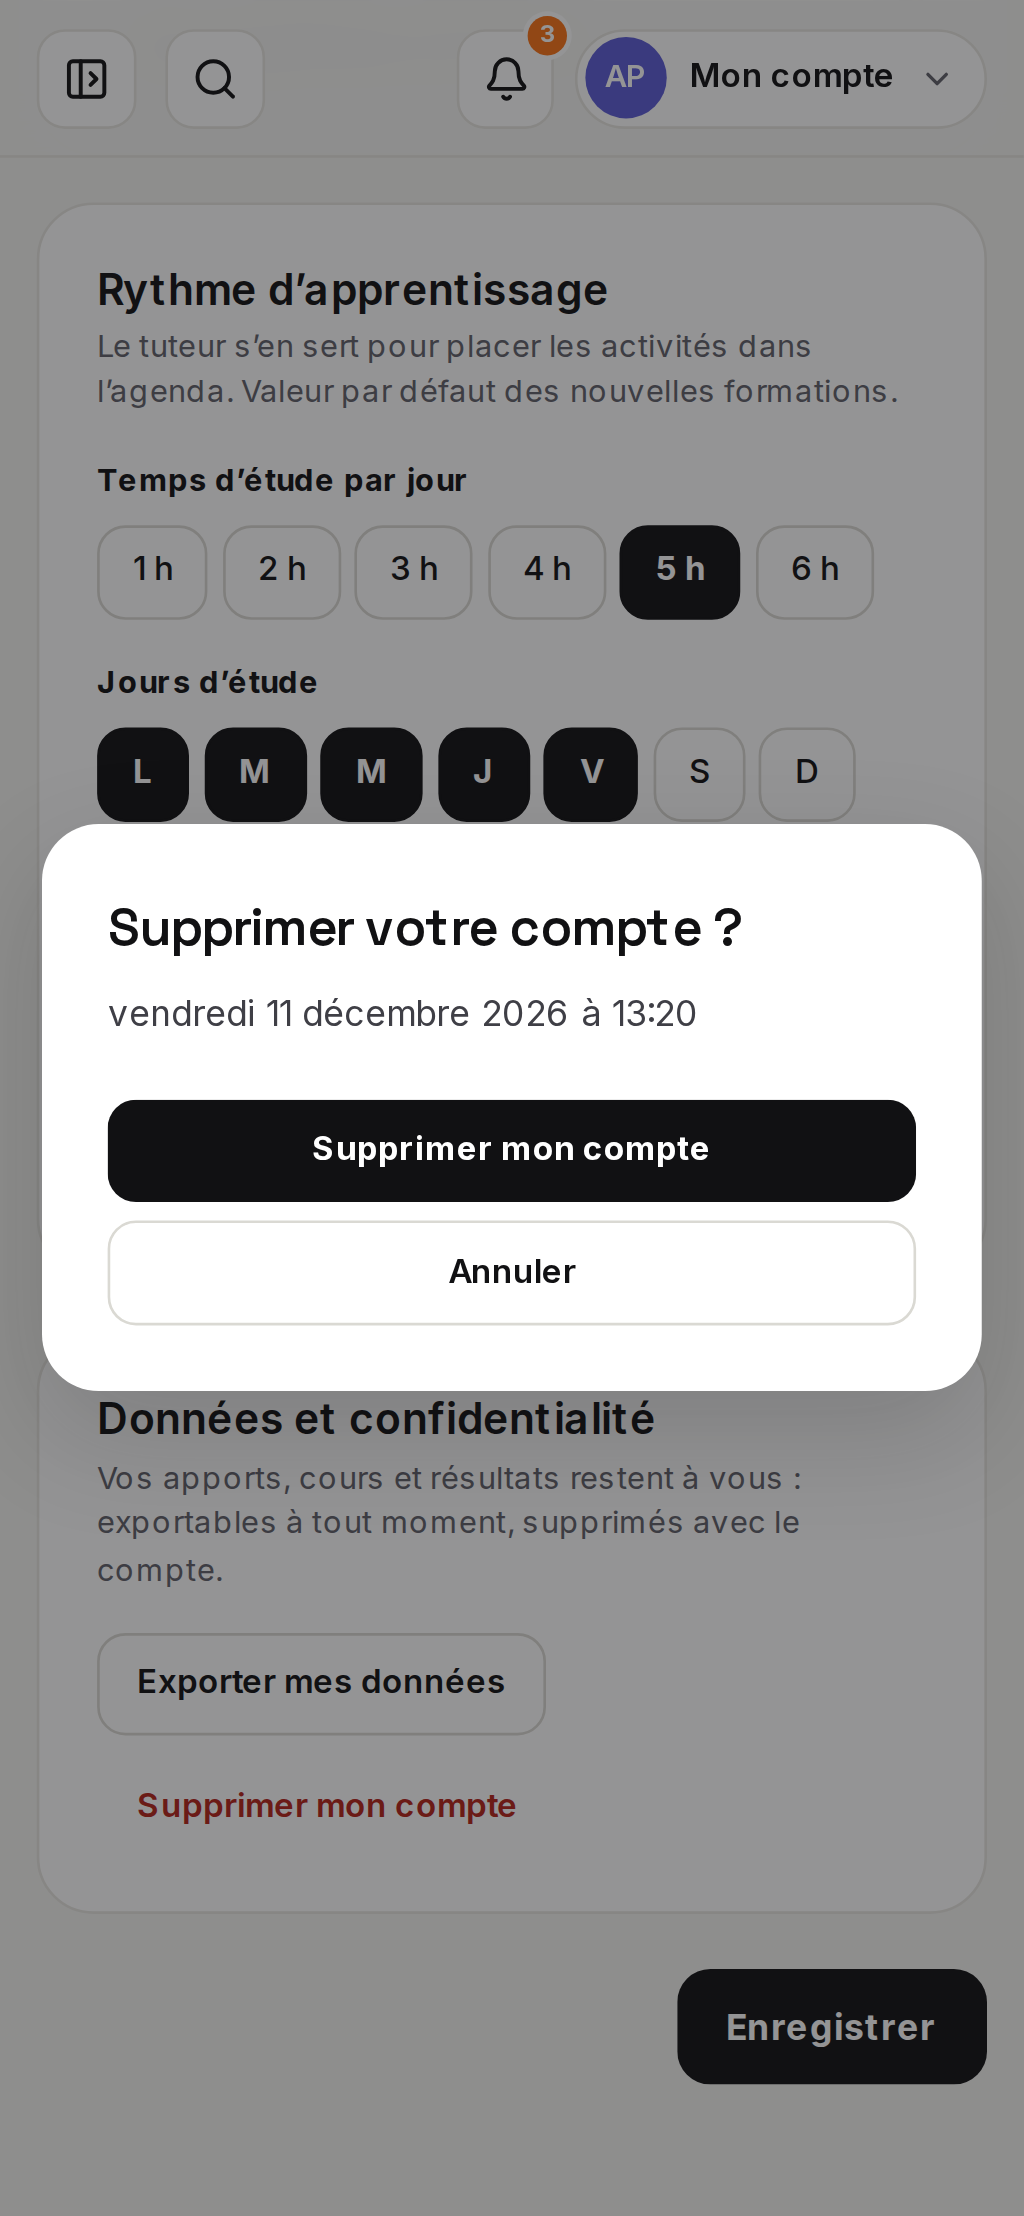 3
AP
Mon compte
Rythme d’apprentissage
Le tuteur s’en sert pour placer les activités dans
l’agenda. Valeur par défaut des nouvelles formations.
Temps d’étude par jour
1 h 2 h 3 h 4 h 5 h 6 h
Jours d’étude
L M M J V S D
Supprimer votre compte ?
vendredi 11 décembre 2026 à 13:20
Supprimer mon compte
Annuler
Données et confidentialité
Vos apports, cours et résultats restent à vous :
exportables à tout moment, supprimés avec le
compte.
Exporter mes données
Supprimer mon compte
Enregistrer